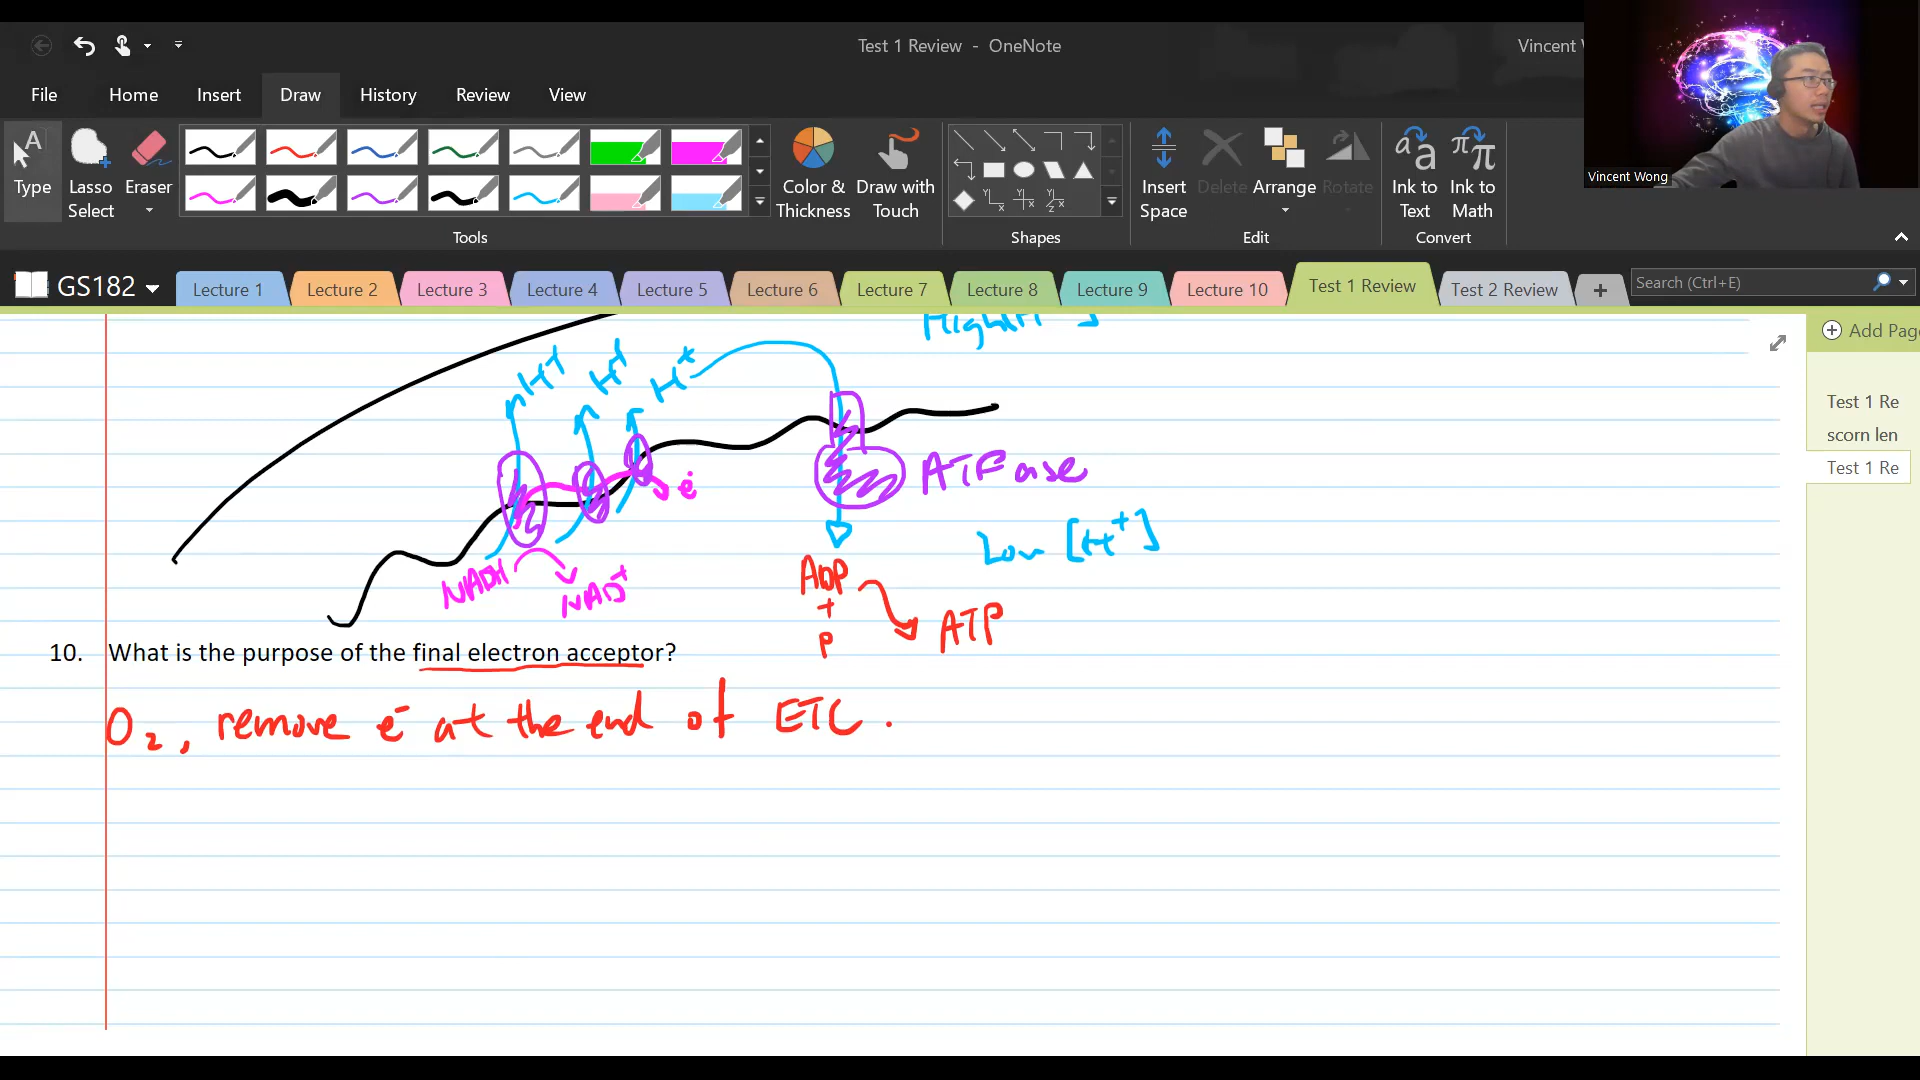 Test 1 Review - OneNote
Vincent
File
Home
Insert
Draw
History
Review
View
Type
Lasso Select
Eraser
Color & Thickness
Draw with Touch
Insert Space
Delete
Arrange
Rotate
Ink to Text
Ink to Math
Tools
Shapes
Edit
Convert
Vincent Wong
GS182
Lecture 1
Lecture 2
Lecture 3
Lecture 4
Lecture 5
Lecture 6
Lecture 7
Lecture 8
Lecture 9
Lecture 10
Test 1 Review
Test 2 Review
Search (Ctrl+E)
Add Pag
Test 1 Re
scorn len
Test 1 Re
H+ H+ H+
e-
ATPase
Low [H+]
NADH
NAD+
ADP
+
P
ATP
10. What is the purpose of the final electron acceptor?
O2, remove e- at the end of ETC.